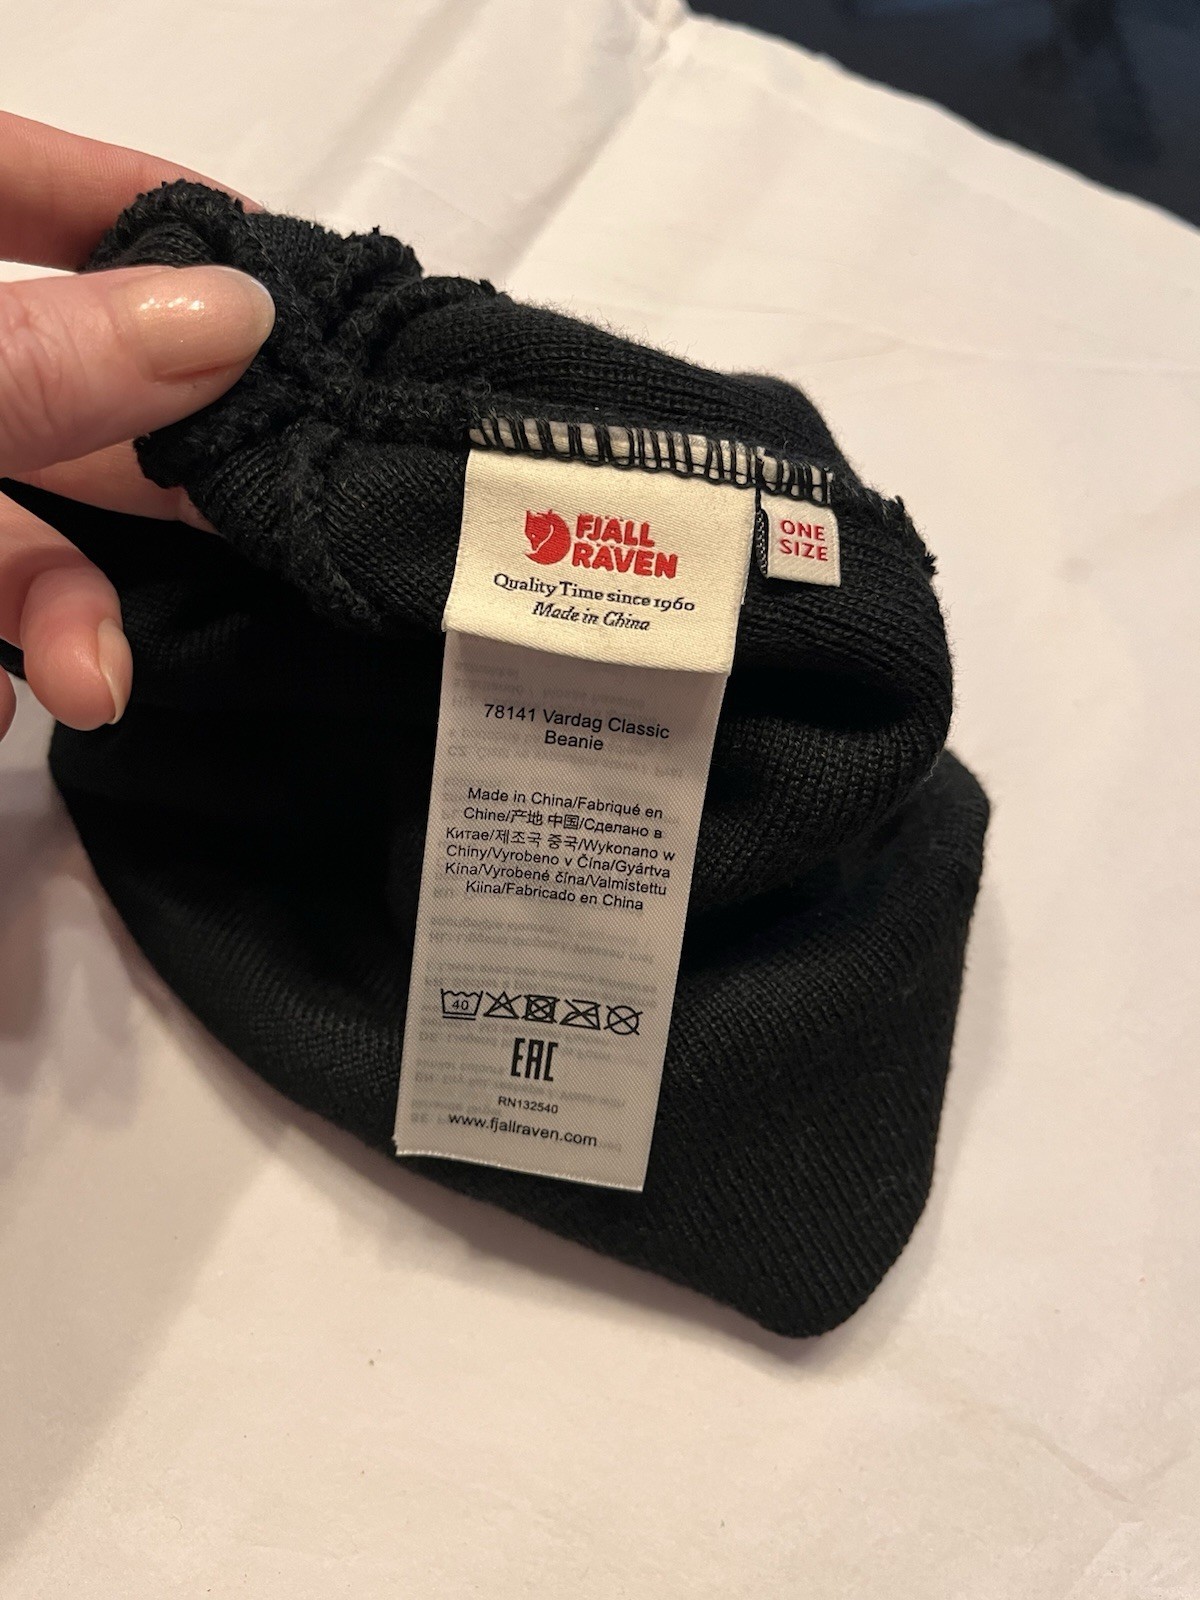 FJÄLL
RÄVEN
Quality Time since 1960
Made in China
ONE
SIZE
78141 Vardag Classic
Beanie
Made in China/Fabriqué en
Chine/产地 中国/Сделано в
Китае/제조국 중국/Wykonano w
Chiny/Vyrobeno v Čína/Gyártva
Kína/Vyrobené čína/Valmistettu
Kiina/Fabricado en China
40
EAC
RN132540
www.fjallraven.com